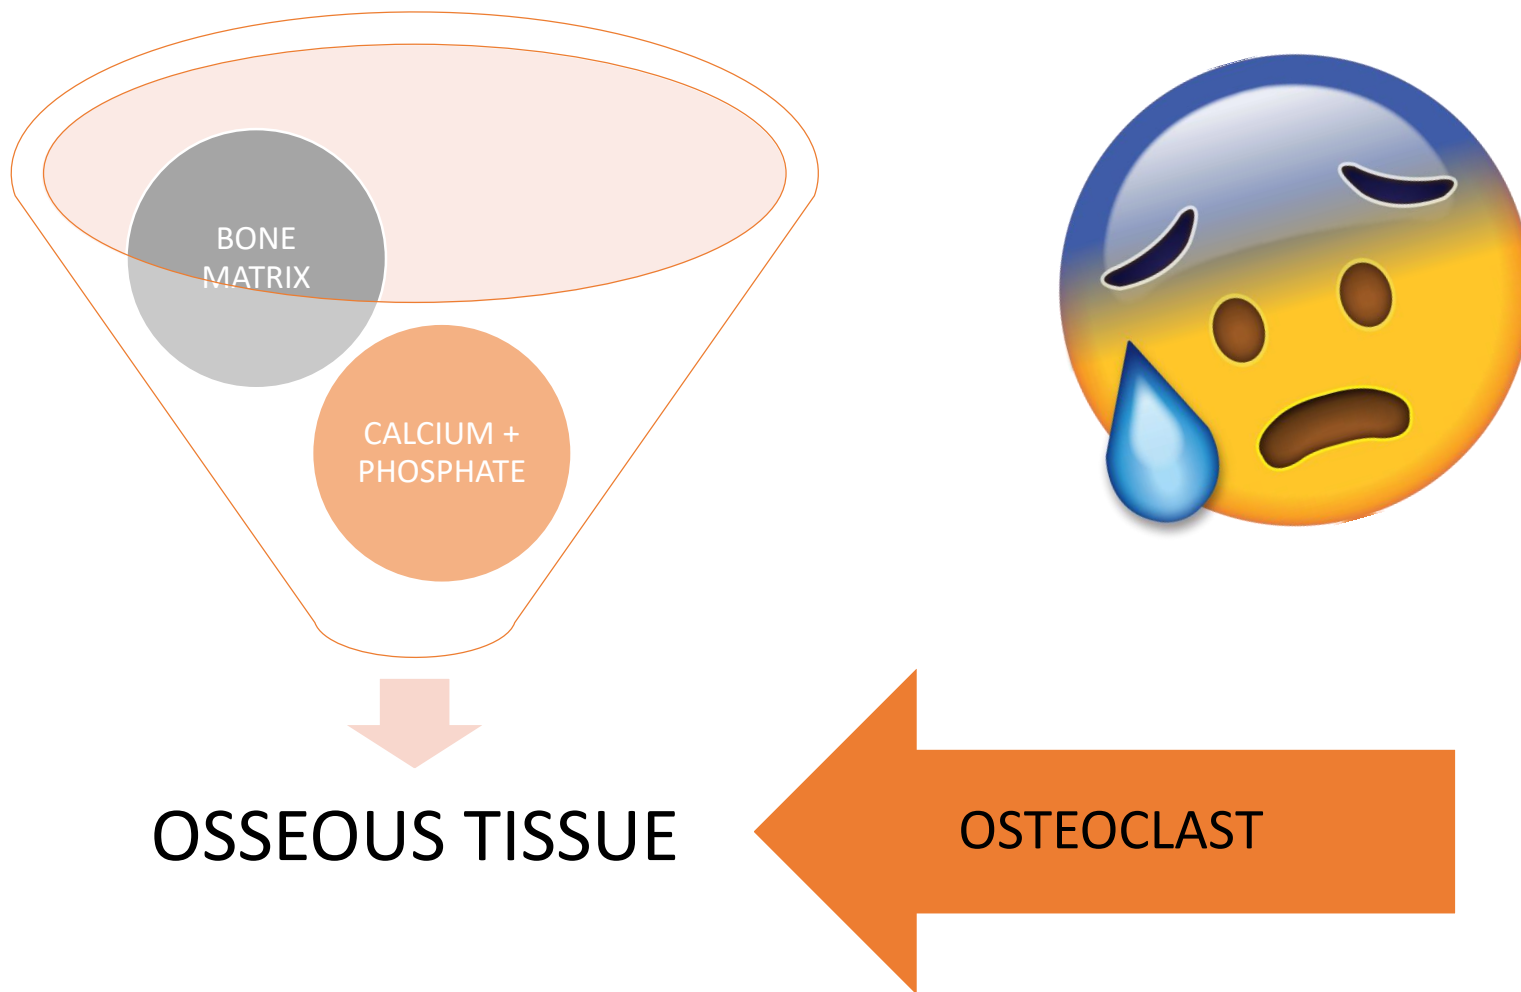 BONE
MATRIX
CALCIUM +
PHOSPHATE
OSSEOUS TISSUE
OSTEOCLAST